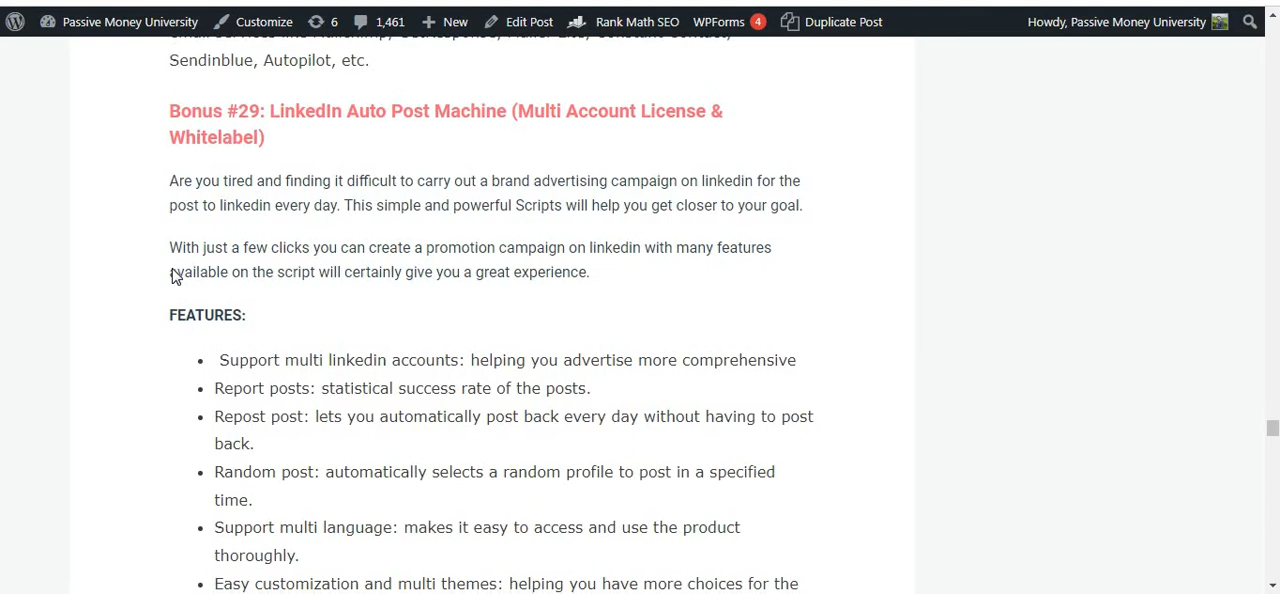 Passive Money University Customize 6 1,461 New Edit Post Rank Math SEO WPForms 4 Duplicate Post Howdy, Passive Money University
Sendinblue, Autopilot, etc.
Bonus #29: LinkedIn Auto Post Machine (Multi Account License &
Whitelabel)
Are you tired and finding it difficult to carry out a brand advertising campaign on linkedin for the
post to linkedin every day. This simple and powerful Scripts will help you get closer to your goal.
With just a few clicks you can create a promotion campaign on linkedin with many features
available on the script will certainly give you a great experience.
FEATURES:
• Support multi linkedin accounts: helping you advertise more comprehensive
• Report posts: statistical success rate of the posts.
• Repost post: lets you automatically post back every day without having to post
back.
• Random post: automatically selects a random profile to post in a specified
time.
• Support multi language: makes it easy to access and use the product
thoroughly.
• Easy customization and multi themes: helping you have more choices for the